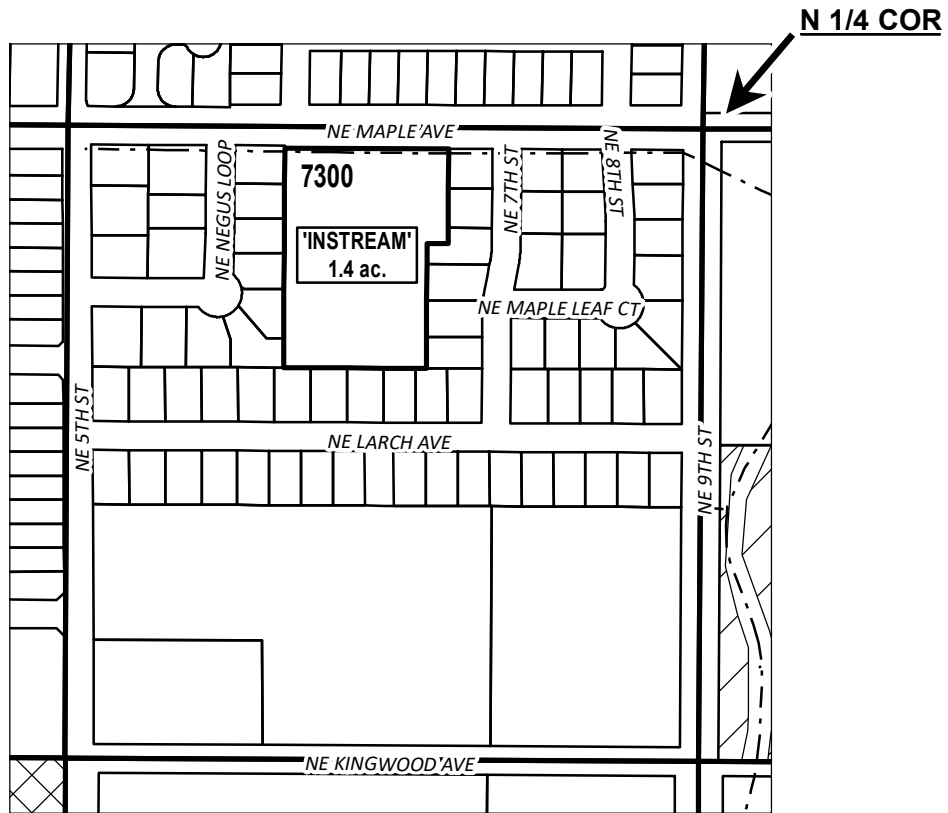 N 1/4 COR
NE MAPLE AVE
7300
'INSTREAM'
1.4 ac.
NE NEGUS LOOP
NE 7TH ST
NE 8TH ST
NE MAPLE LEAF CT
NE 5TH ST
NE LARCH AVE
NE 9TH ST
NE KINGWOOD AVE